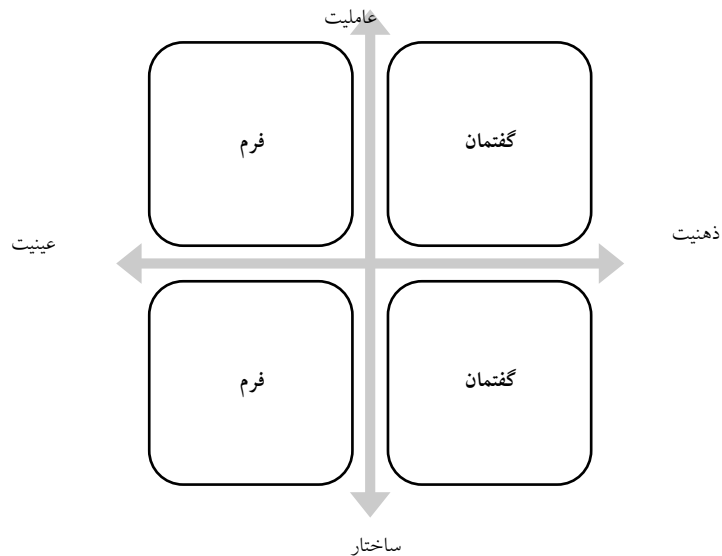 عاملیت
گفتمان
فرم
ذهنیت
عینیت
گفتمان
فرم
ساختار